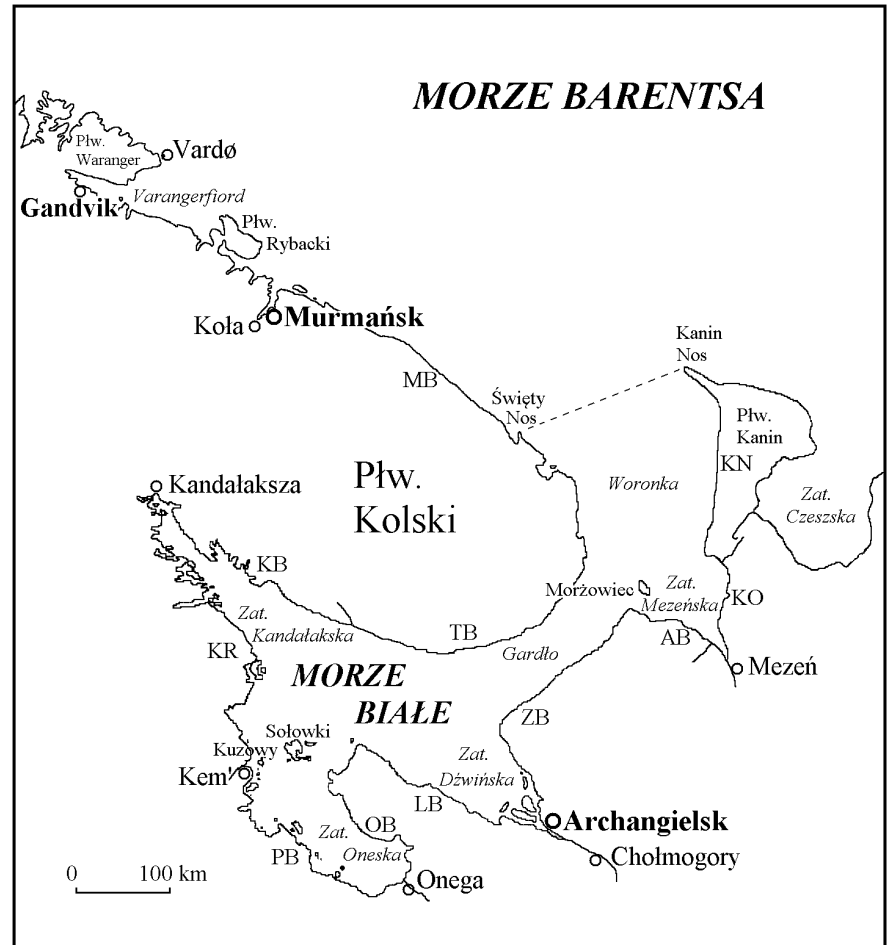 MORZE BARENTSA
Płw.
Waranger
Vardø
Gandvik
Varangerfiord
Płw.
Rybacki
Murmańsk
Koła
Kanin
Nos
MB
Święty
Nos
Płw.
Kanin
KN
Płw.
Kolski
Woronka
Zat.
Czeszska
Kandałaksza
KB
Morżowiec
Zat.
Mezeńska
KO
Zat.
Kandałakska
TB
Gardło
AB
KR
Mezeń
MORZE
BIAŁE
ZB
Sołowki
Kuzowy
Kem'
Zat.
Dźwińska
LB
OB
Archangielsk
Zat.
Oneska
PB
Chołmogory
Onega
0 100 km